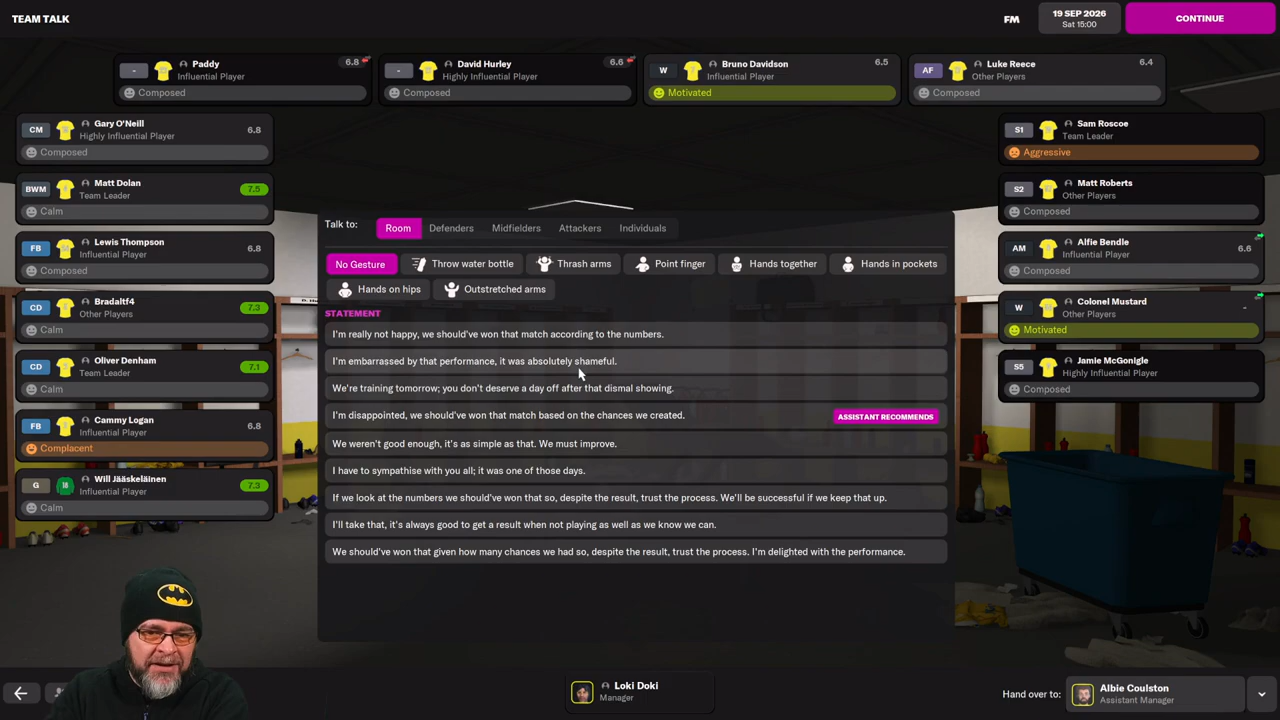 TEAM TALK
FM
19 SEP 2026
Sat 15:00
CONTINUE
-
Paddy
Influential Player
6.8
Composed
-
David Hurley
Highly Influential Player
6.6
Composed
W
Bruno Davidson
Influential Player
6.5
Motivated
AF
Luke Reece
Other Players
6.4
Composed
CM
Gary O'Neill
Highly Influential Player
6.8
Composed
BWM
Matt Dolan
Team Leader
7.5
Calm
FB
Lewis Thompson
Influential Player
6.8
Composed
CD
Bradaltf4
Other Players
7.3
Calm
CD
Oliver Denham
Team Leader
7.1
Calm
FB
Cammy Logan
Influential Player
6.8
Complacent
G
Will Jääskeläinen
Influential Player
7.3
Calm
Talk to:
Room
Defenders
Midfielders
Attackers
Individuals
No Gesture
Throw water bottle
Thrash arms
Point finger
Hands together
Hands in pockets
Hands on hips
Outstretched arms
STATEMENT
I'm really not happy, we should've won that match according to the numbers.
I'm embarrassed by that performance, it was absolutely shameful.
We're training tomorrow; you don't deserve a day off after that dismal showing.
I'm disappointed, we should've won that match based on the chances we created.
ASSISTANT RECOMMENDS
We weren't good enough, it's as simple as that. We must improve.
I have to sympathise with you all; it was one of those days.
If we look at the numbers we should've won that so, despite the result, trust the process. We'll be successful if we keep that up.
I'll take that, it's always good to get a result when not playing as well as we know we can.
We should've won that given how many chances we had so, despite the result, trust the process. I'm delighted with the performance.
S1
Sam Roscoe
Team Leader
Aggressive
S2
Matt Roberts
Other Players
Composed
AM
Alfie Bendle
Influential Player
6.6
Composed
W
Colonel Mustard
Other Players
-
Motivated
S5
Jamie McGonigle
Highly Influential Player
Composed
Loki Doki
Manager
Hand over to:
Albie Coulston
Assistant Manager